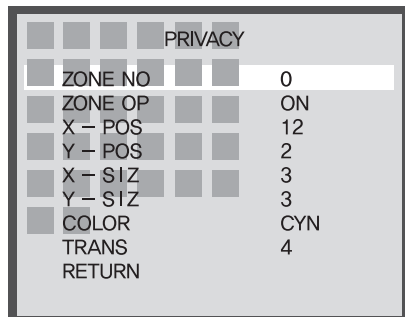 PRIVACY
ZONE NO 0
ZONE OP ON
X – POS 12
Y – POS 2
X – SIZ 3
Y – SIZ 3
COLOR CYN
TRANS 4
RETURN